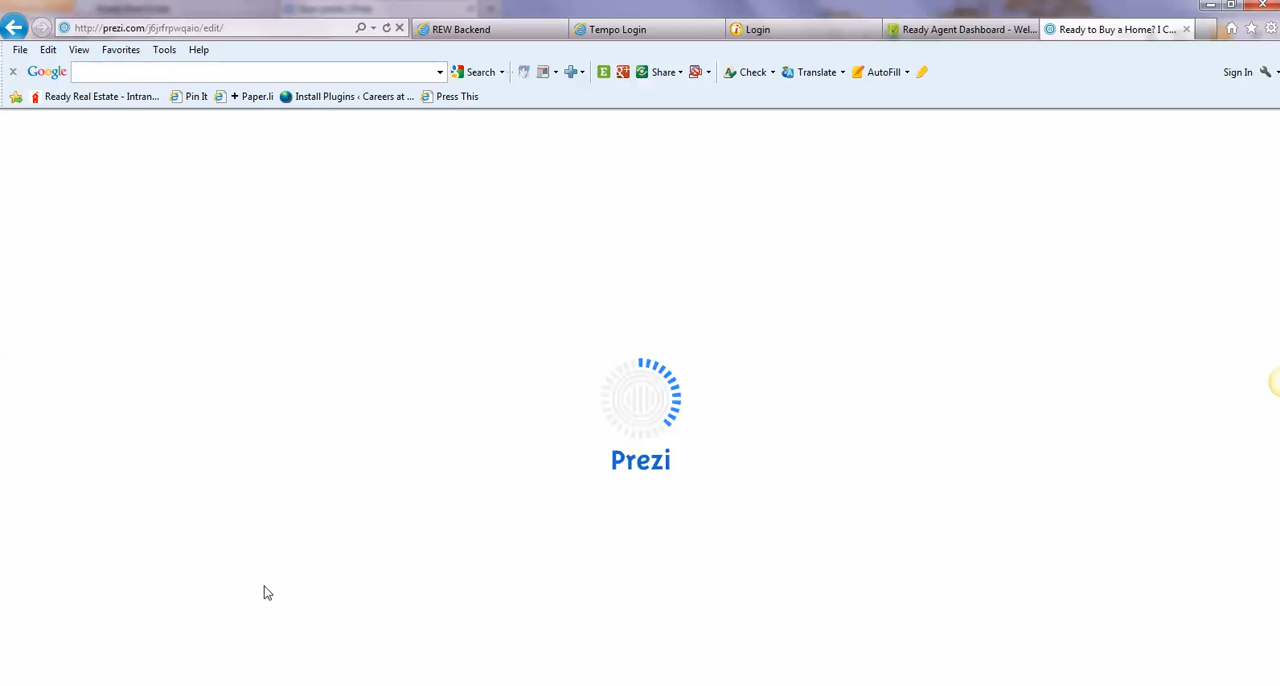 http://prezi.com/j6jrfrpwqaio/edit/
REW Backend
Tempo Login
Login
Ready Agent Dashboard - Wel...
Ready to Buy a Home? I C...
File Edit View Favorites Tools Help
Google Search Share Check Translate AutoFill Sign In
Ready Real Estate - Intran... Pin It + Paper.li Install Plugins ‹ Careers at ... Press This
Prezi